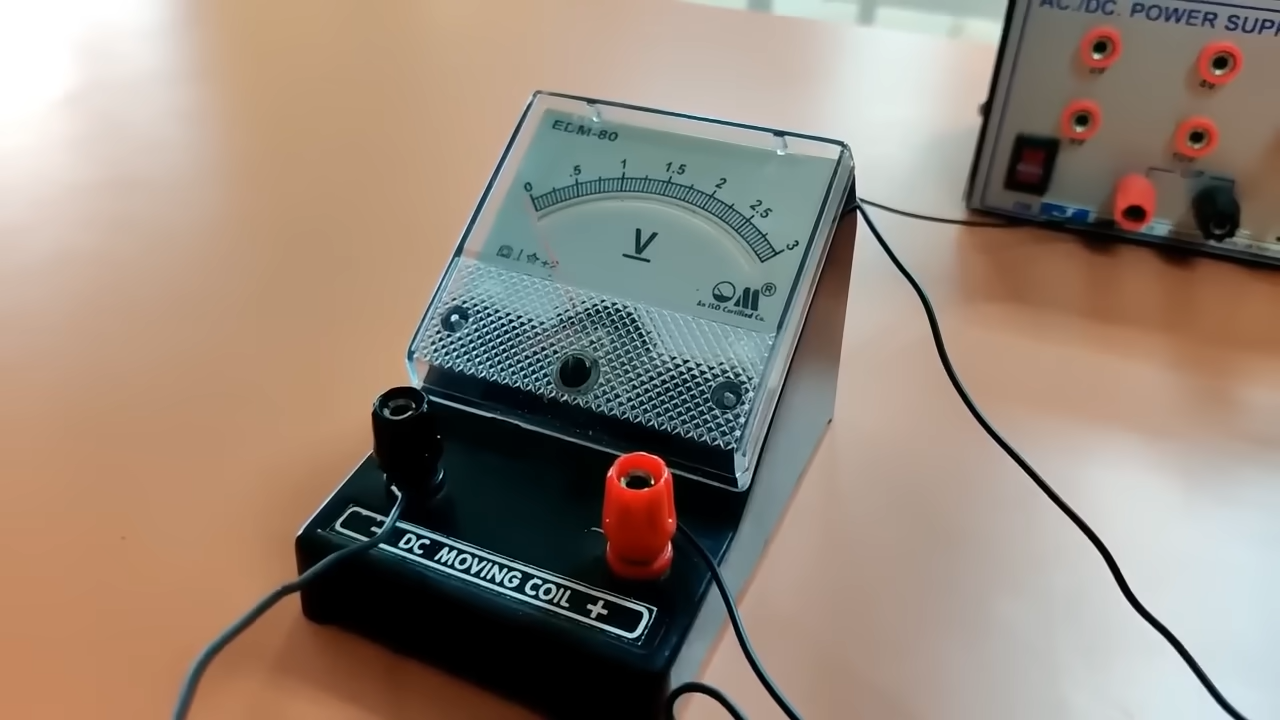 AC./DC. POWER
EDM-80
0 .5 1 1.5 2 2.5 3
V
OM®
An ISO Certified Co.
- DC MOVING COIL +